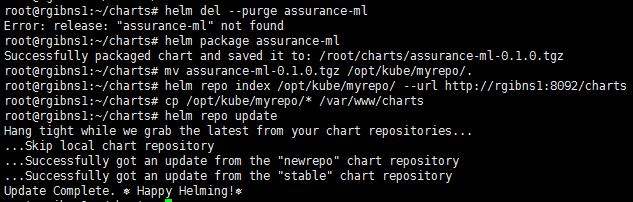 root@rgibns1:~/charts# helm del --purge assurance-ml
Error: release: "assurance-ml" not found
root@rgibns1:~/charts# helm package assurance-ml
Successfully packaged chart and saved it to: /root/charts/assurance-ml-0.1.0.tgz
root@rgibns1:~/charts# mv assurance-ml-0.1.0.tgz /opt/kube/myrepo/.
root@rgibns1:~/charts# helm repo index /opt/kube/myrepo/ --url http://rgibns1:8092/charts
root@rgibns1:~/charts# cp /opt/kube/myrepo/* /var/www/charts
root@rgibns1:~/charts# helm repo update
Hang tight while we grab the latest from your chart repositories...
...Skip local chart repository
...Successfully got an update from the "newrepo" chart repository
...Successfully got an update from the "stable" chart repository
Update Complete. ⎈ Happy Helming!⎈